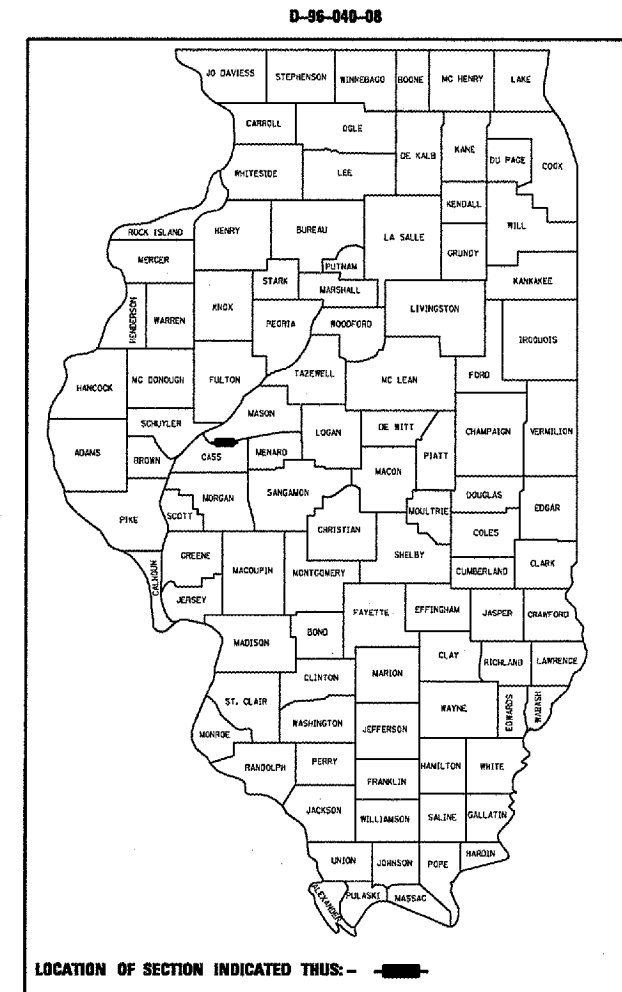 D-96-040-08
JO DAVIESS
STEPHENSON
WINNEBAGO
BOONE
MC HENRY
LAKE
CARROLL
OGLE
DE KALB
KANE
DU PAGE
COOK
WHITESIDE
LEE
KENDALL
WILL
ROCK ISLAND
HENRY
BUREAU
LA SALLE
GRUNDY
MERCER
PUTNAM
STARK
MARSHALL
KANKAKEE
HENDERSON
WARREN
KNOX
PEORIA
WOODFORD
LIVINGSTON
IROQUOIS
HANCOCK
MC DONOUGH
FULTON
TAZEWELL
MC LEAN
FORD
MASON
SCHUYLER
LOGAN
DE WITT
CHAMPAIGN
VERMILION
ADAMS
BROWN
CASS
MENARD
PIATT
MACON
MORGAN
SANGAMON
DOUGLAS
PIKE
SCOTT
CHRISTIAN
MOULTRIE
COLES
EDGAR
GREENE
MACOUPIN
MONTGOMERY
SHELBY
CUMBERLAND
CLARK
CALHOUN
JERSEY
FAYETTE
EFFINGHAM
JASPER
CRAWFORD
MADISON
BOND
CLAY
RICHLAND
LAWRENCE
CLINTON
MARION
ST. CLAIR
WAYNE
EDWARDS
WABASH
WASHINGTON
JEFFERSON
MONROE
RANDOLPH
PERRY
HAMILTON
WHITE
FRANKLIN
JACKSON
WILLIAMSON
SALINE
GALLATIN
UNION
JOHNSON
POPE
HARDIN
ALEXANDER
PULASKI
MASSAC
LOCATION OF SECTION INDICATED THUS: -